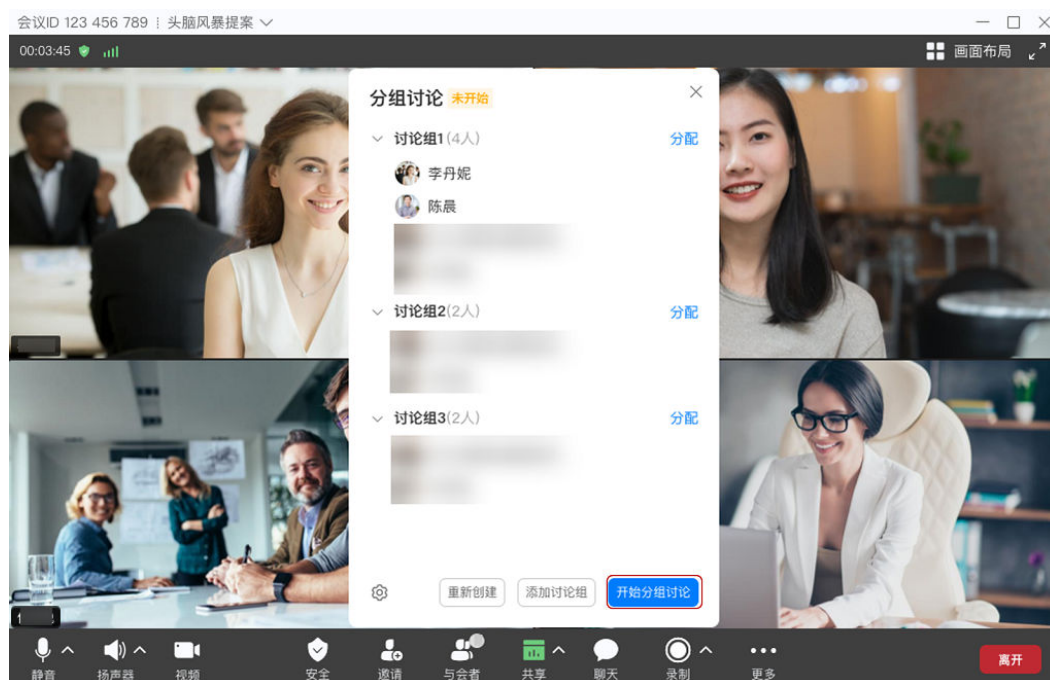 会议ID 123 456 789 ⋮ 头脑风暴提案
00:03:45
画面布局
分组讨论 未开始
讨论组1(4人) 分配
李丹妮
陈晨
讨论组2(2人) 分配
讨论组3(2人) 分配
重新创建 添加讨论组 开始分组讨论
静音 扬声器 视频 安全 邀请 与会者 共享 聊天 录制 更多 离开